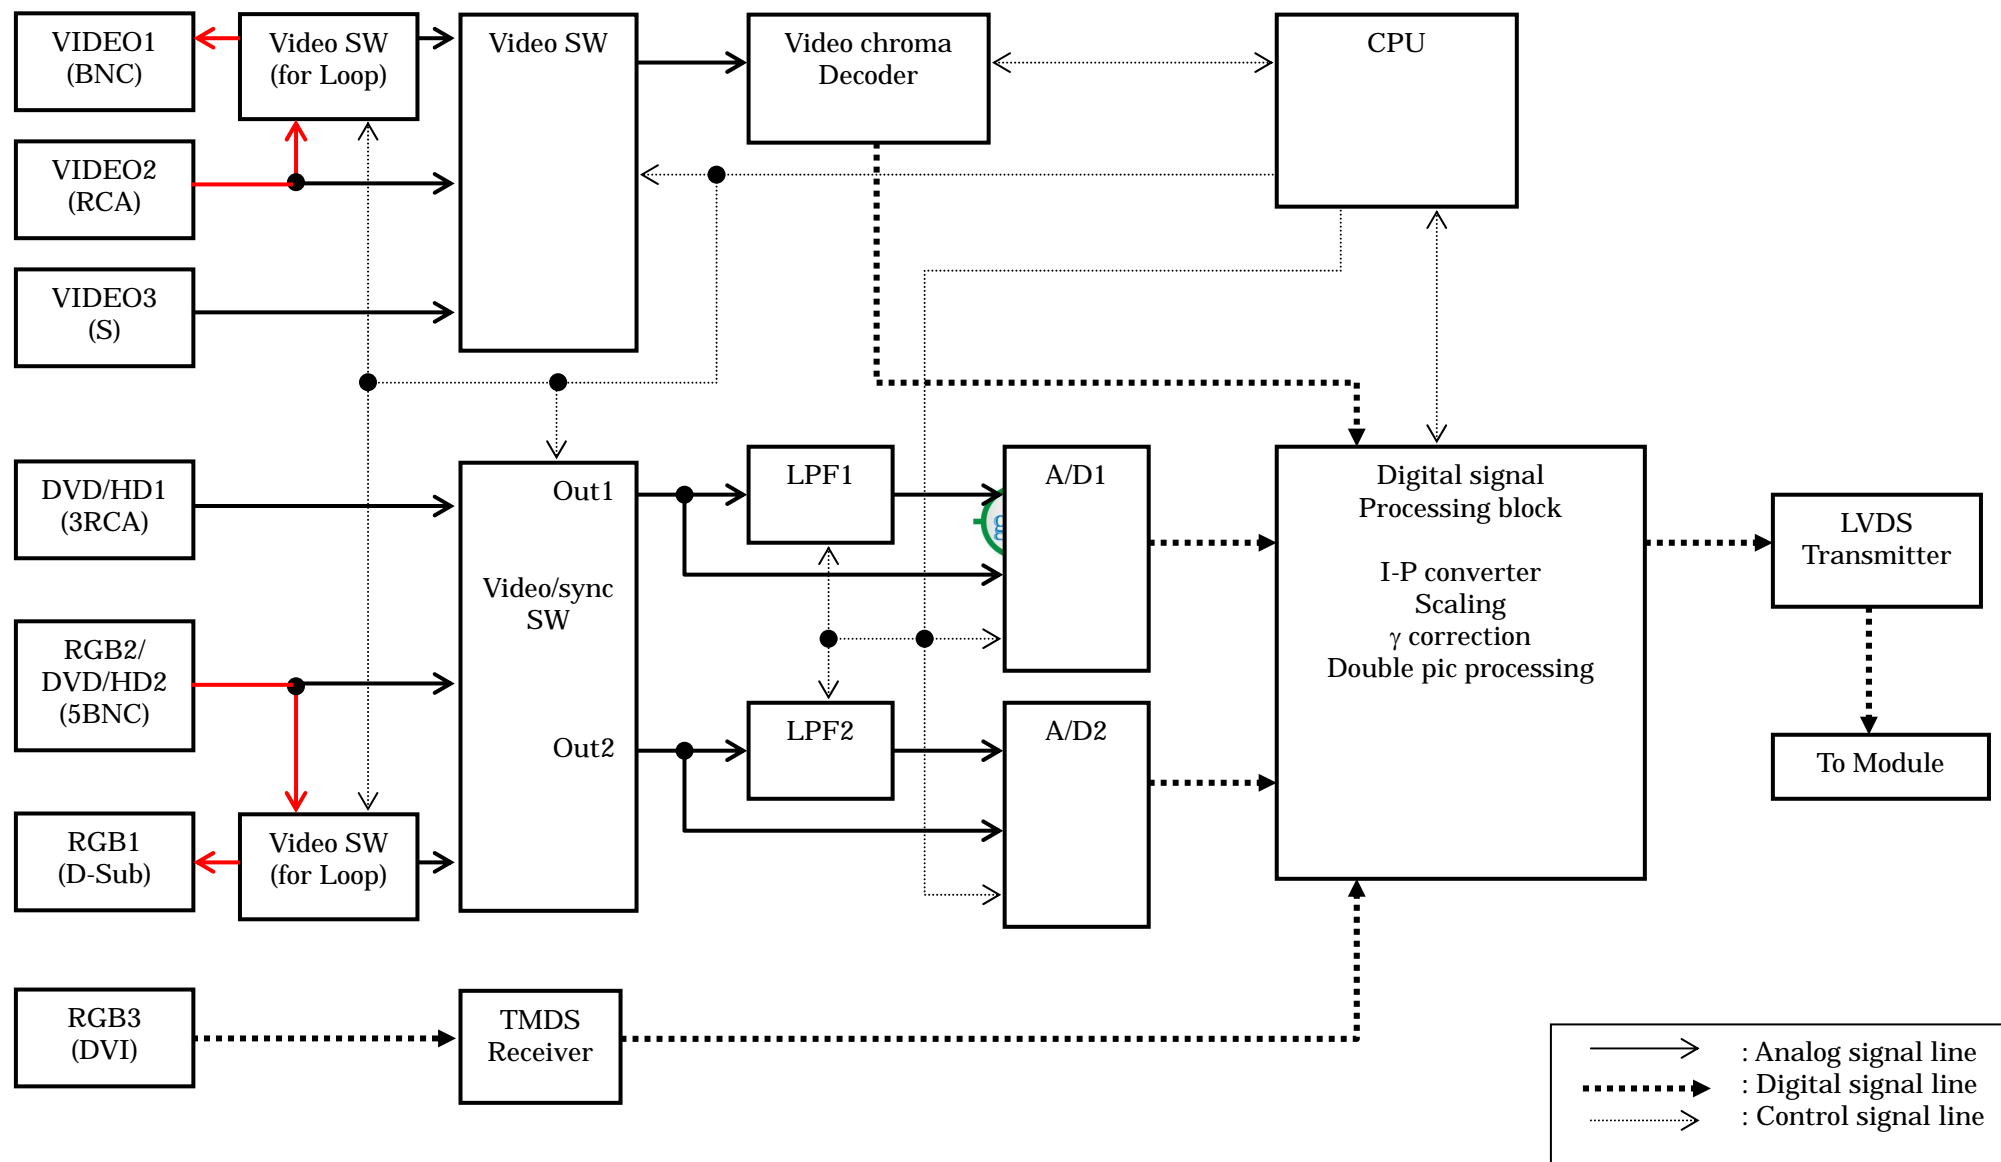 VIDEO1
(BNC)
Video SW
(for Loop)
Video SW
Video chroma
Decoder
CPU
VIDEO2
(RCA)
VIDEO3
(S)
DVD/HD1
(3RCA)
Out1
Video/sync
SW
Out2
LPF1
A/D1
g
Digital signal
Processing block
I-P converter
Scaling
γ correction
Double pic processing
LVDS
Transmitter
RGB2/
DVD/HD2
(5BNC)
LPF2
A/D2
To Module
RGB1
(D-Sub)
Video SW
(for Loop)
RGB3
(DVI)
TMDS
Receiver
: Analog signal line
: Digital signal line
: Control signal line